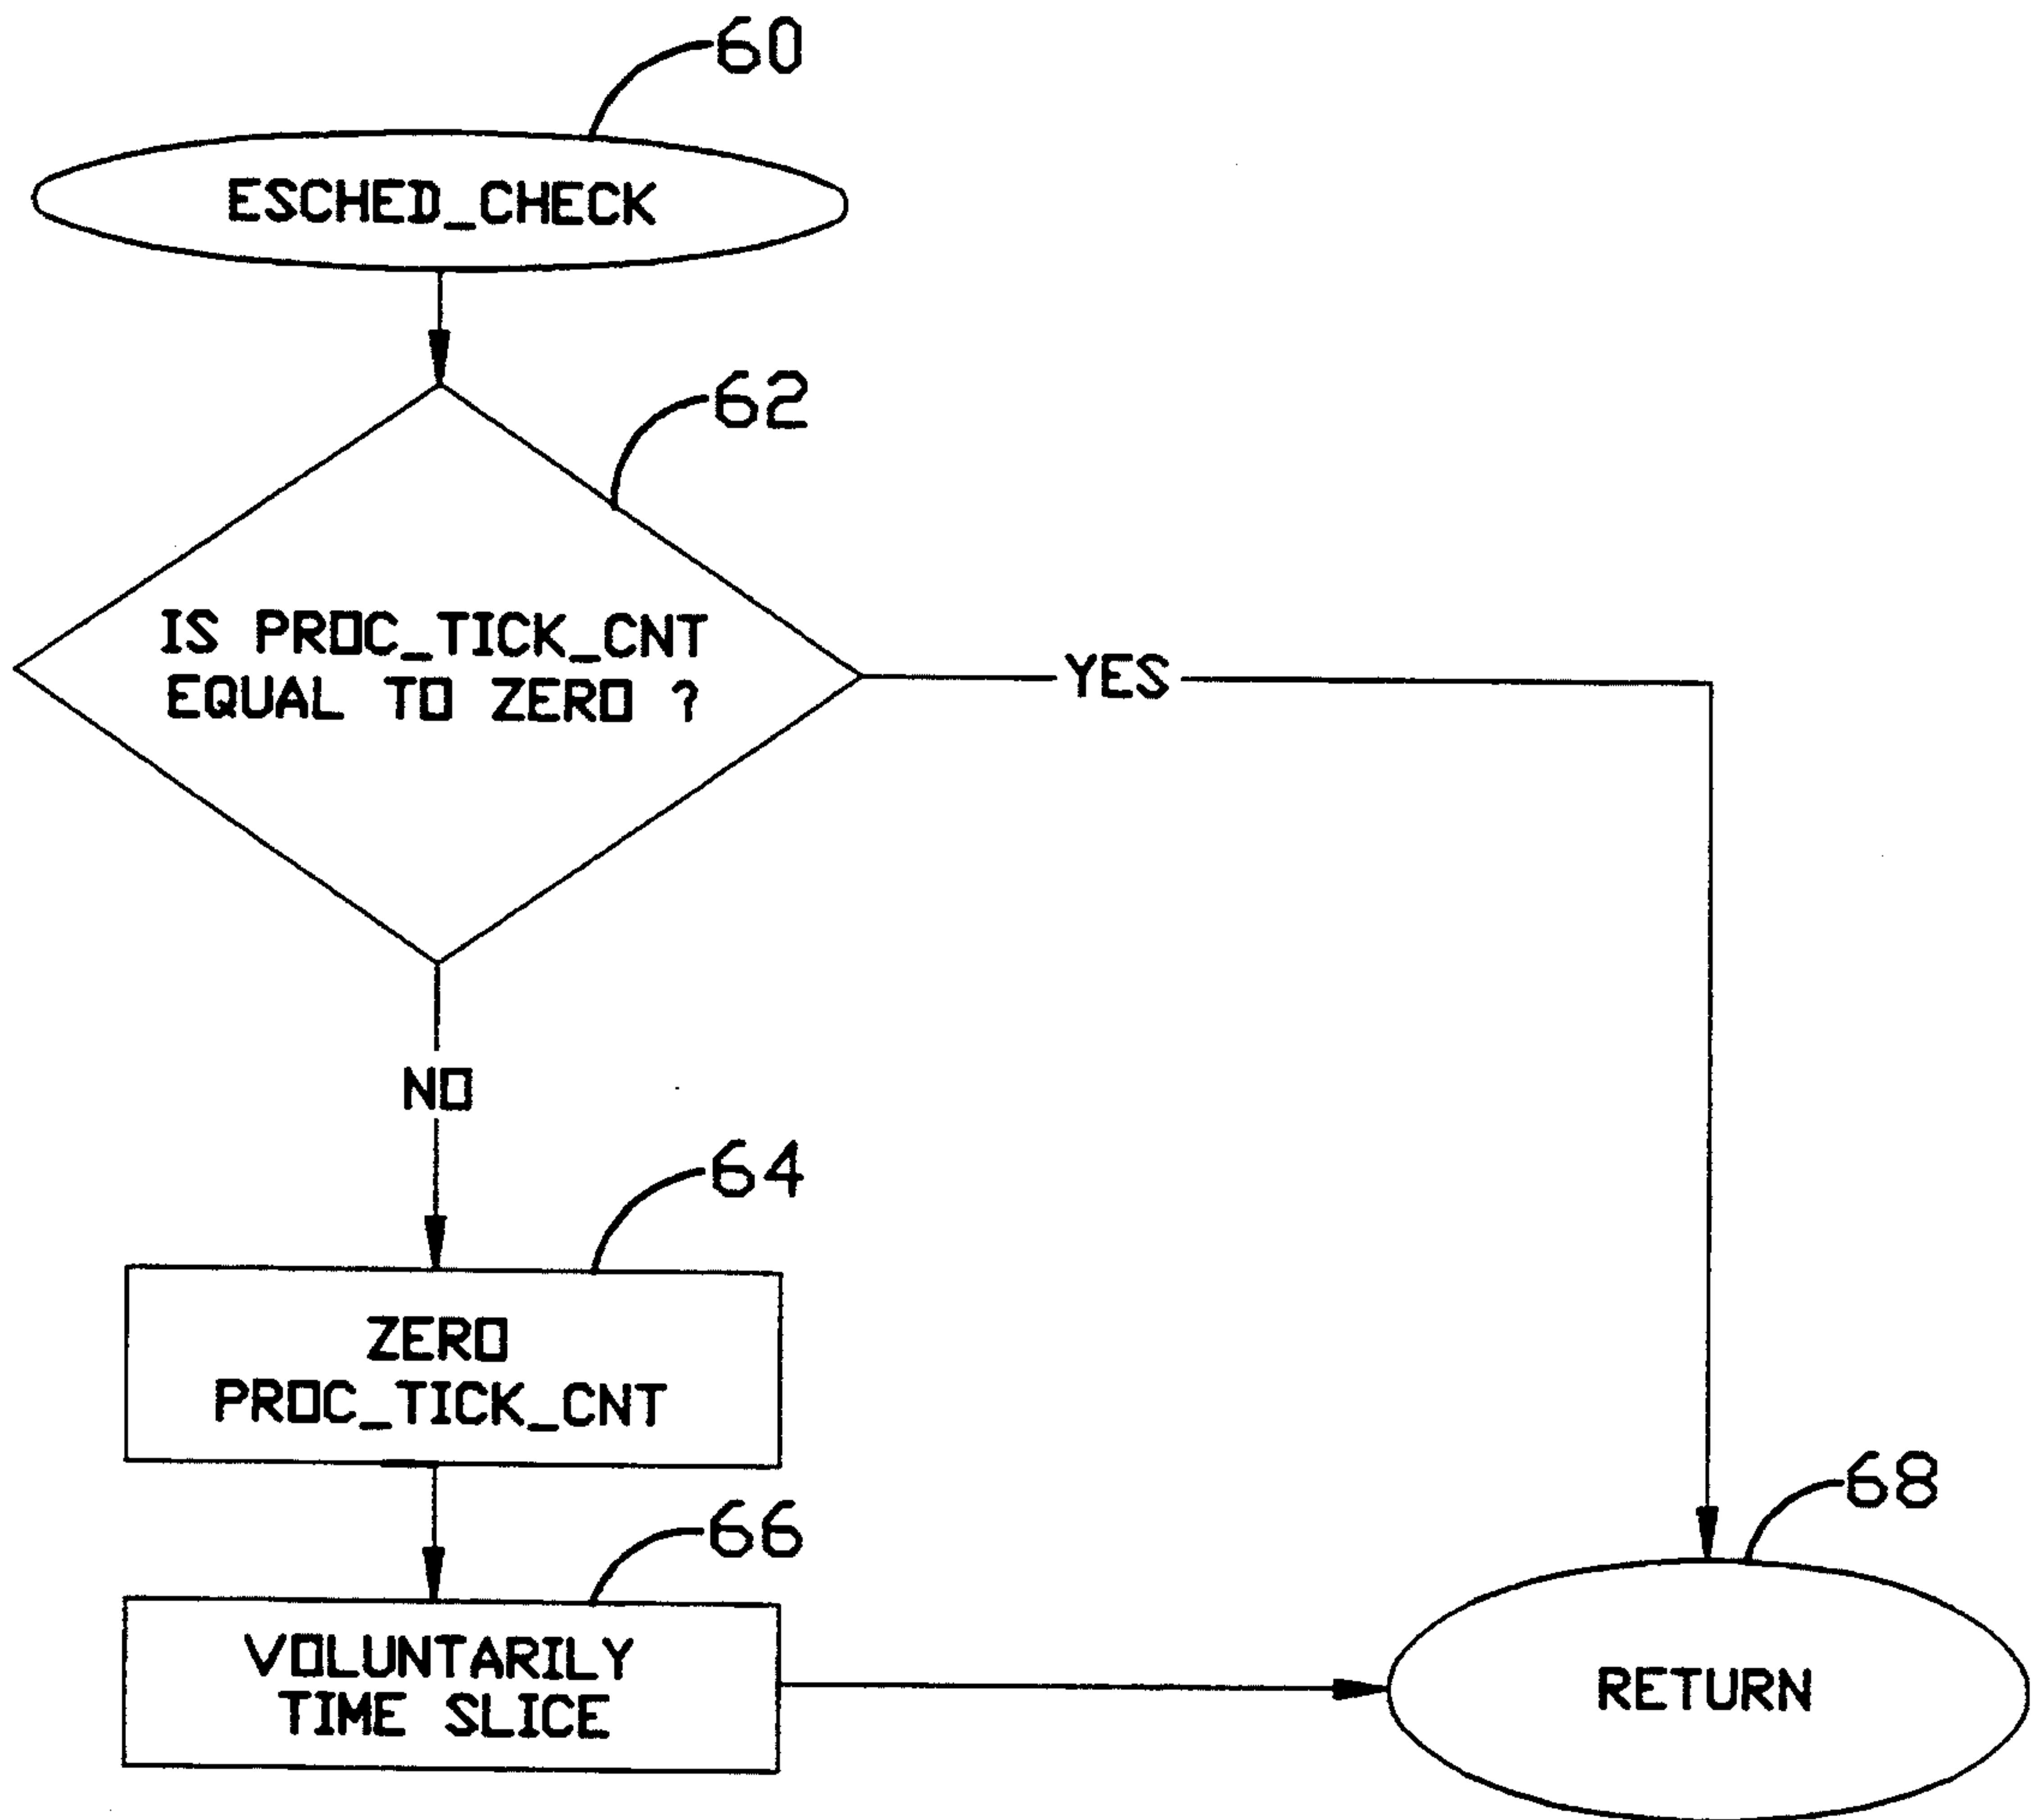 60
ESCHED_CHECK
62
IS PROC_TICK_CNT
EQUAL TO ZERO ?
YES
NO
64
ZERO
PROC_TICK_CNT
66
68
VOLUNTARILY
TIME SLICE
RETURN